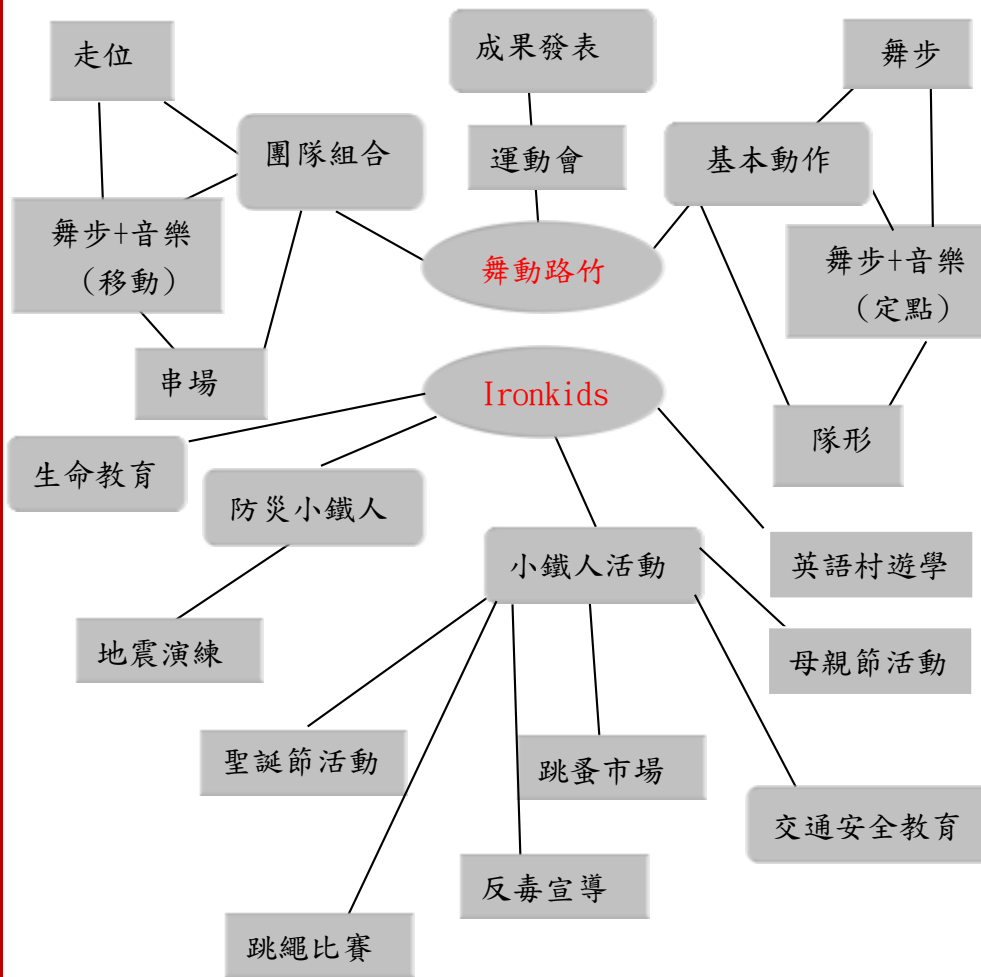 成果發表
走位
舞步
團隊組合
運動會
基本動作
舞步+音樂
(移動)
舞動路竹
舞步+音樂
(定點)
串場
Ironkids
隊形
生命教育
防災小鐵人
小鐵人活動
英語村遊學
地震演練
母親節活動
聖誕節活動
跳蚤市場
交通安全教育
反毒宣導
跳繩比賽